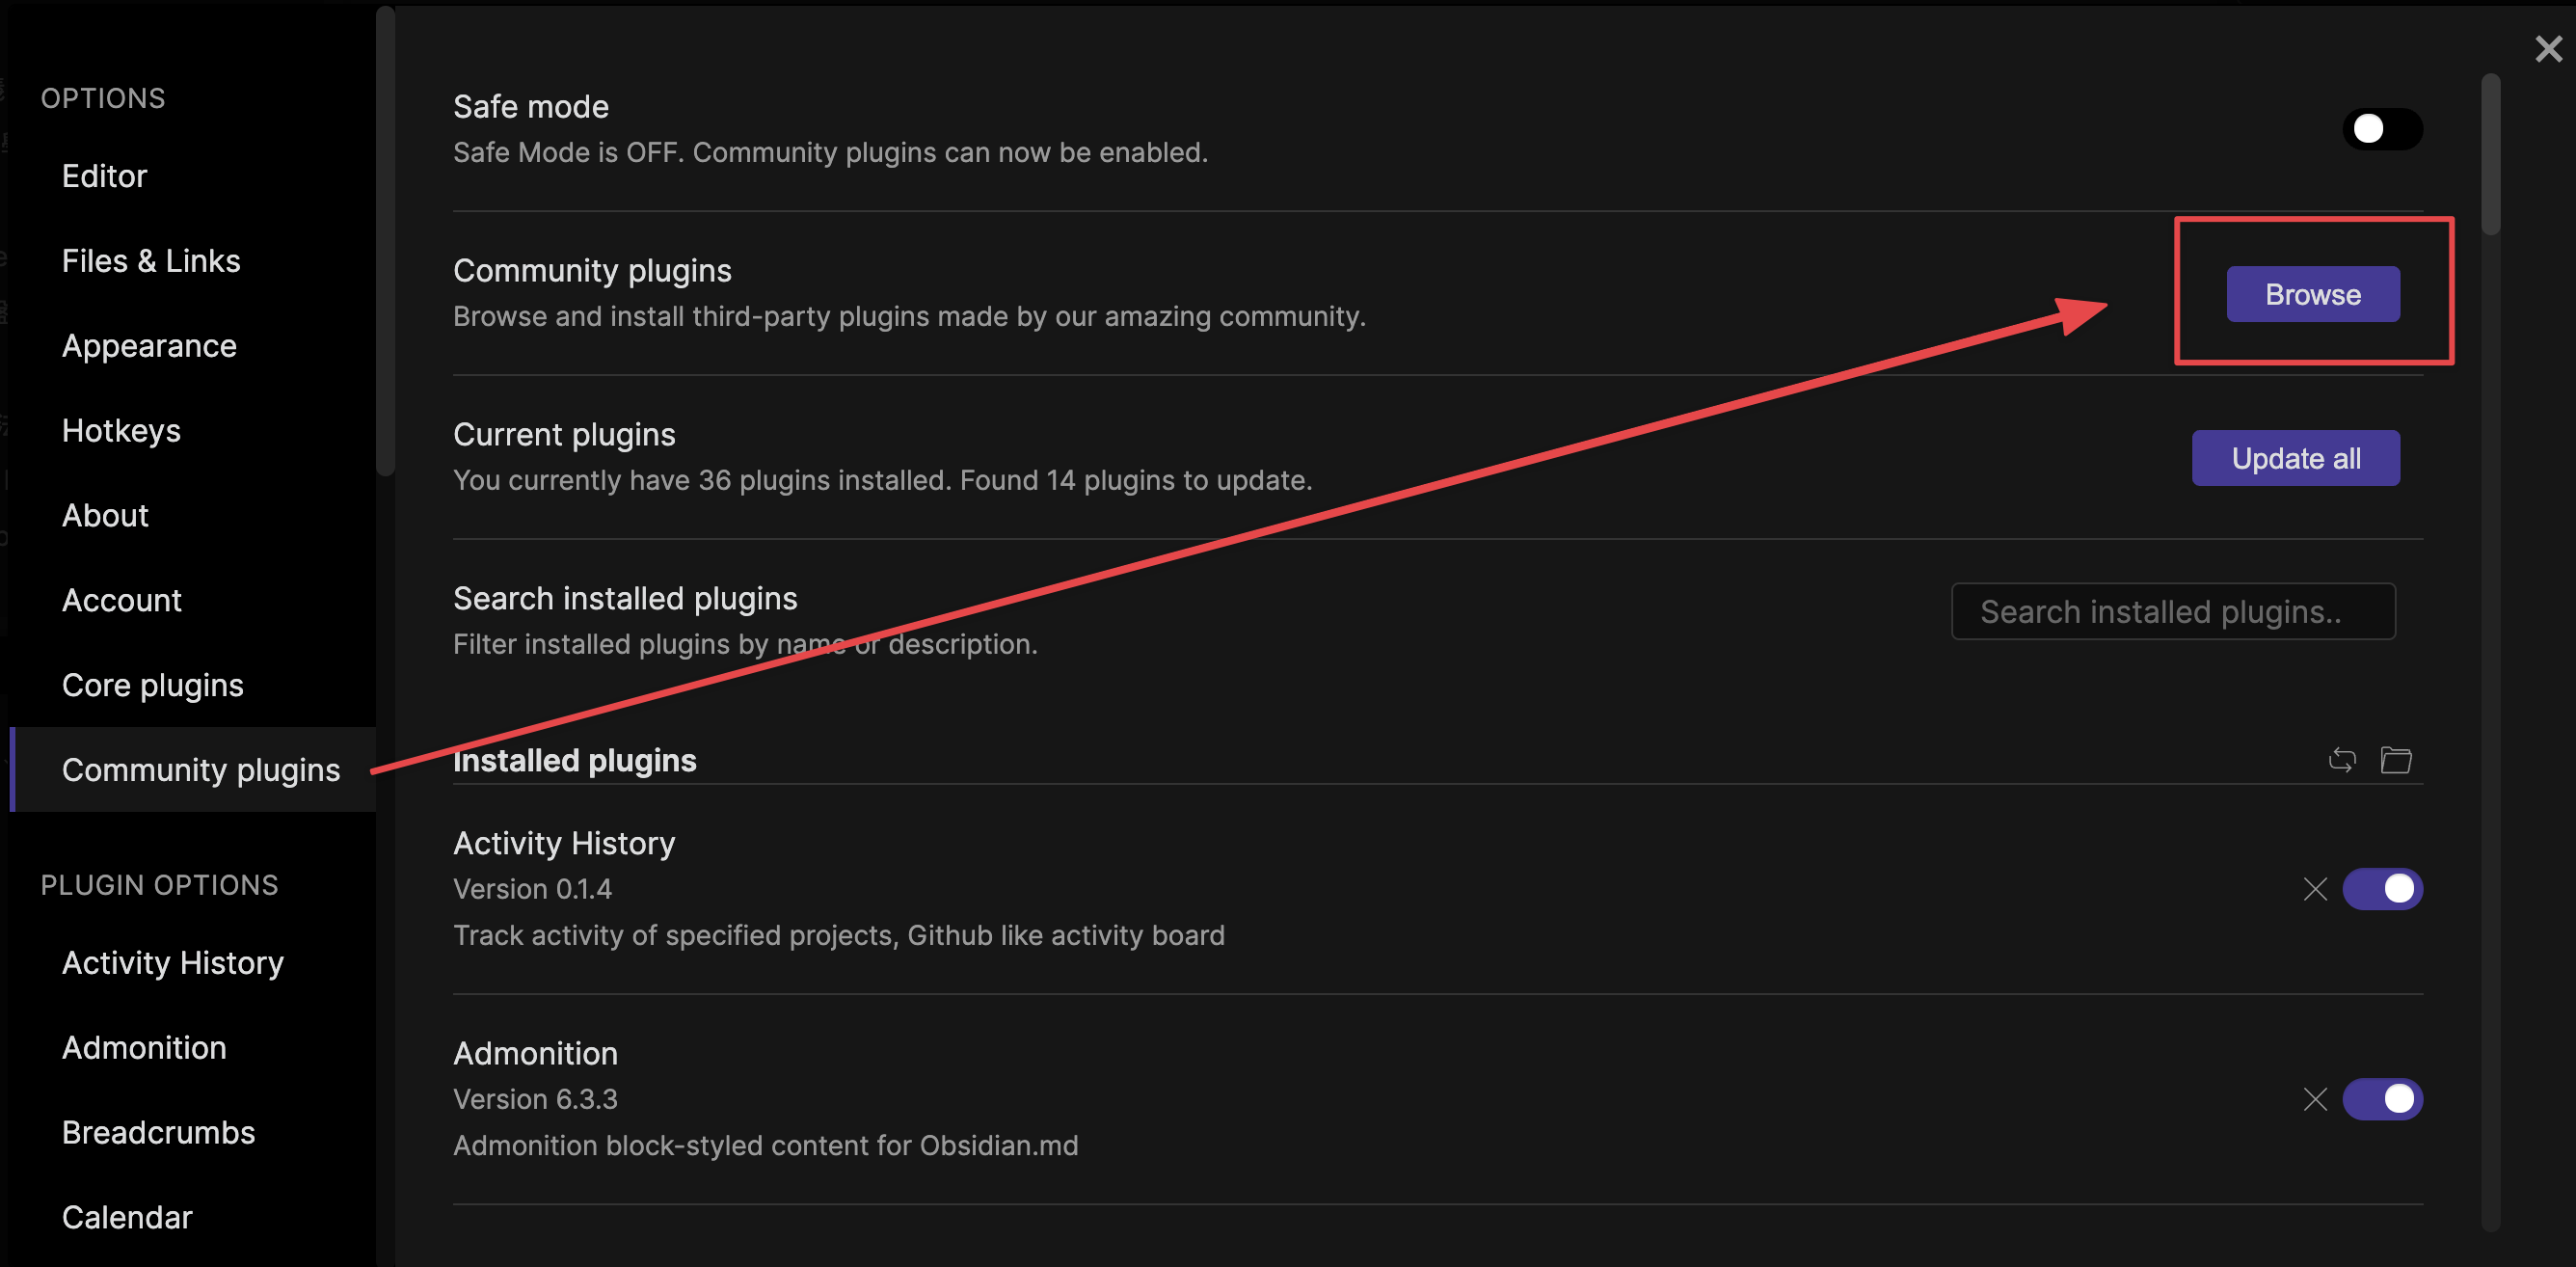 OPTIONS
Editor
Files & Links
Appearance
Hotkeys
About
Account
Core plugins
Community plugins
PLUGIN OPTIONS
Activity History
Admonition
Breadcrumbs
Calendar
Safe mode
Safe Mode is OFF. Community plugins can now be enabled.
Community plugins
Browse and install third-party plugins made by our amazing community.
Browse
Current plugins
You currently have 36 plugins installed. Found 14 plugins to update.
Update all
Search installed plugins
Filter installed plugins by name or description.
Search installed plugins..
Installed plugins
Activity History
Version 0.1.4
Track activity of specified projects, Github like activity board
Admonition
Version 6.3.3
Admonition block-styled content for Obsidian.md